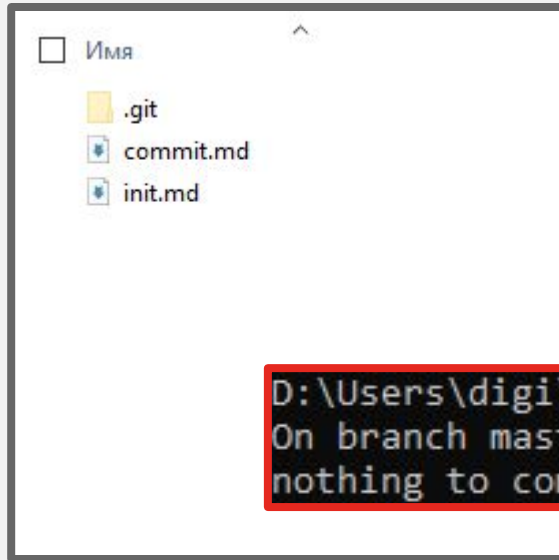 Имя
.git
commit.md
init.md
D:\Users\digi
On branch mas
nothing to co